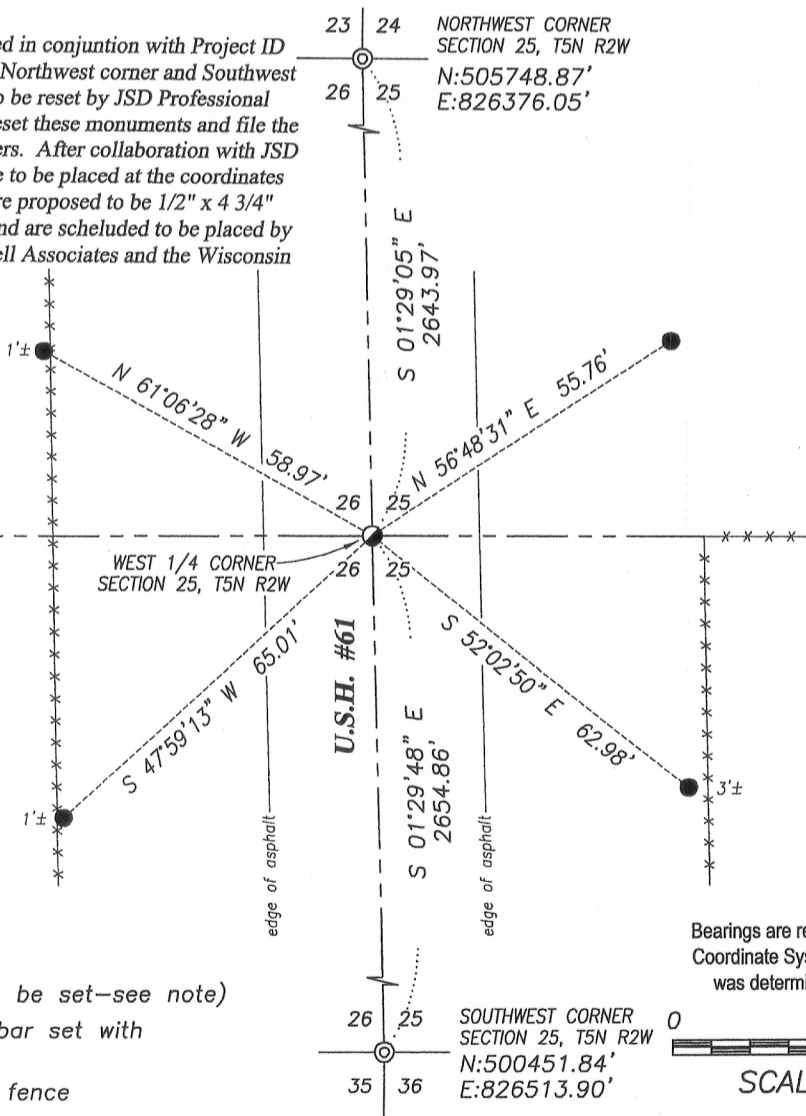 ed in conjuntion with Project ID
Northwest corner and Southwest
o be reset by JSD Professional
eset these monuments and file the
ers. After collaboration with JSD
e to be placed at the coordinates
re proposed to be 1/2" x 4 3/4"
nd are scheluded to be placed by
ell Associates and the Wisconsin
23 24
26 25
NORTHWEST CORNER
SECTION 25, T5N R2W
N:505748.87'
E:826376.05'
S 01°29'05" E
2643.97'
1'±
N 61°06'28" W 58.97'
N 56°48'31" E 55.76'
26 25
WEST 1/4 CORNER
SECTION 25, T5N R2W
26 25
S 47°59'13" W 65.01'
U.S.H. #61
S 52°02'50" E 62.98'
1'±
3'±
S 01°29'48" E
2654.86'
edge of asphalt
edge of asphalt
Bearings are re
Coordinate Sys
was determi
be set-see note)
bar set with
fence
26 25
35 36
SOUTHWEST CORNER
SECTION 25, T5N R2W
N:500451.84'
E:826513.90'
0
SCAL